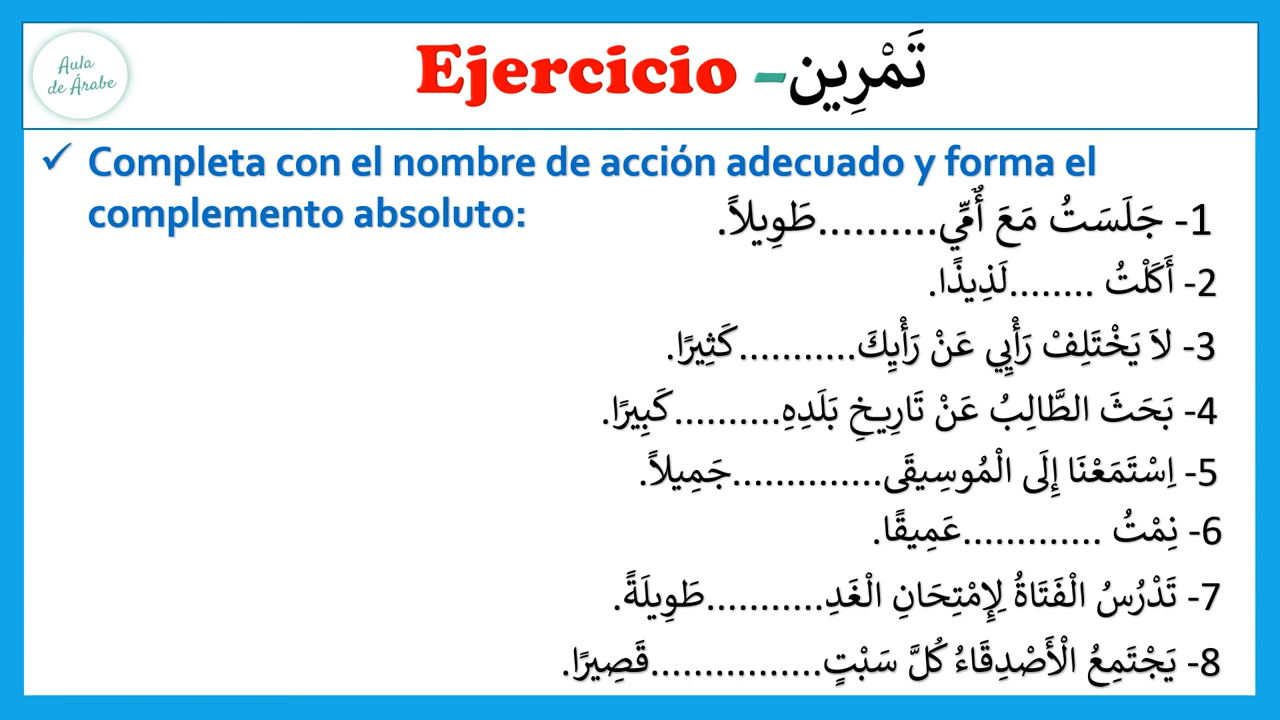 Aula
de Árabe
Ejercicio – تَمْرِين
✓ Completa con el nombre de acción adecuado y forma el
complemento absoluto:
1- جَلَسَتُ مَعَ أُمِّي..........طَوِيلاً.
2- أَكَلْتُ ........لَذِيذًا.
3- لاَ يَخْتَلِفْ رَأْيِي عَنْ رَأْيِكَ...........كَثِيرًا.
4- بَحَثَ الطَّالِبُ عَنْ تَارِيخِ بَلَدِهِ..........كَبِيرًا.
5- اِسْتَمَعْنَا إِلَى الْمُوسِيقَى..............جَمِيلاً.
6- نِمْتُ .............عَمِيقًا.
7- تَدْرُسُ الْفَتَاةُ لِإِمْتِحَانِ الْغَدِ...........طَوِيلَةً.
8- يَجْتَمِعُ الْأَصْدِقَاءُ كُلَّ سَبْتٍ................قَصِيرًا.